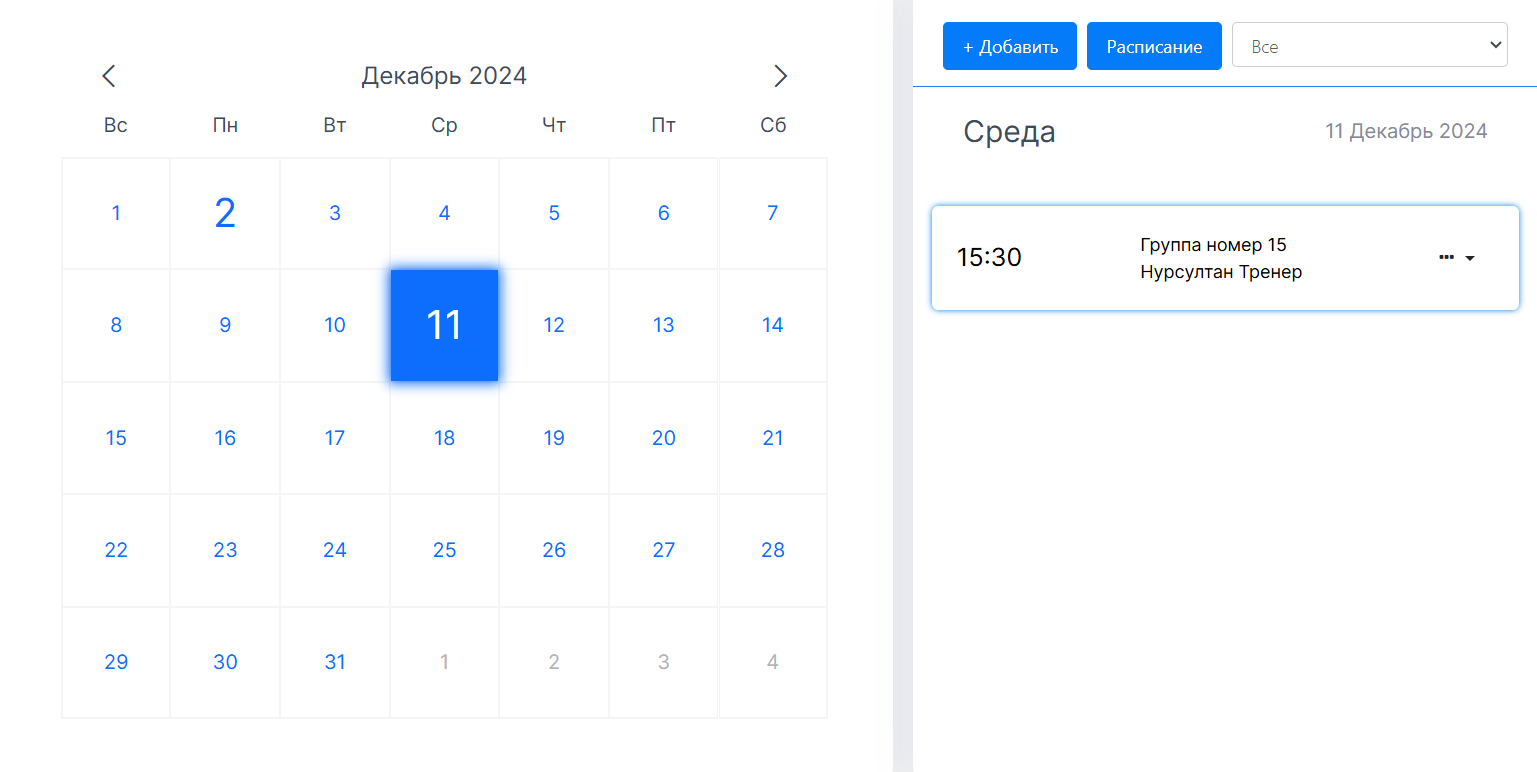 Декабрь 2024
Вс Пн Вт Ср Чт Пт Сб
1 2 3 4 5 6 7
8 9 10 11 12 13 14
15 16 17 18 19 20 21
22 23 24 25 26 27 28
29 30 31 1 2 3 4
+ Добавить Расписание Все
Среда 11 Декабрь 2024
15:30
Группа номер 15
Нурсултан Тренер